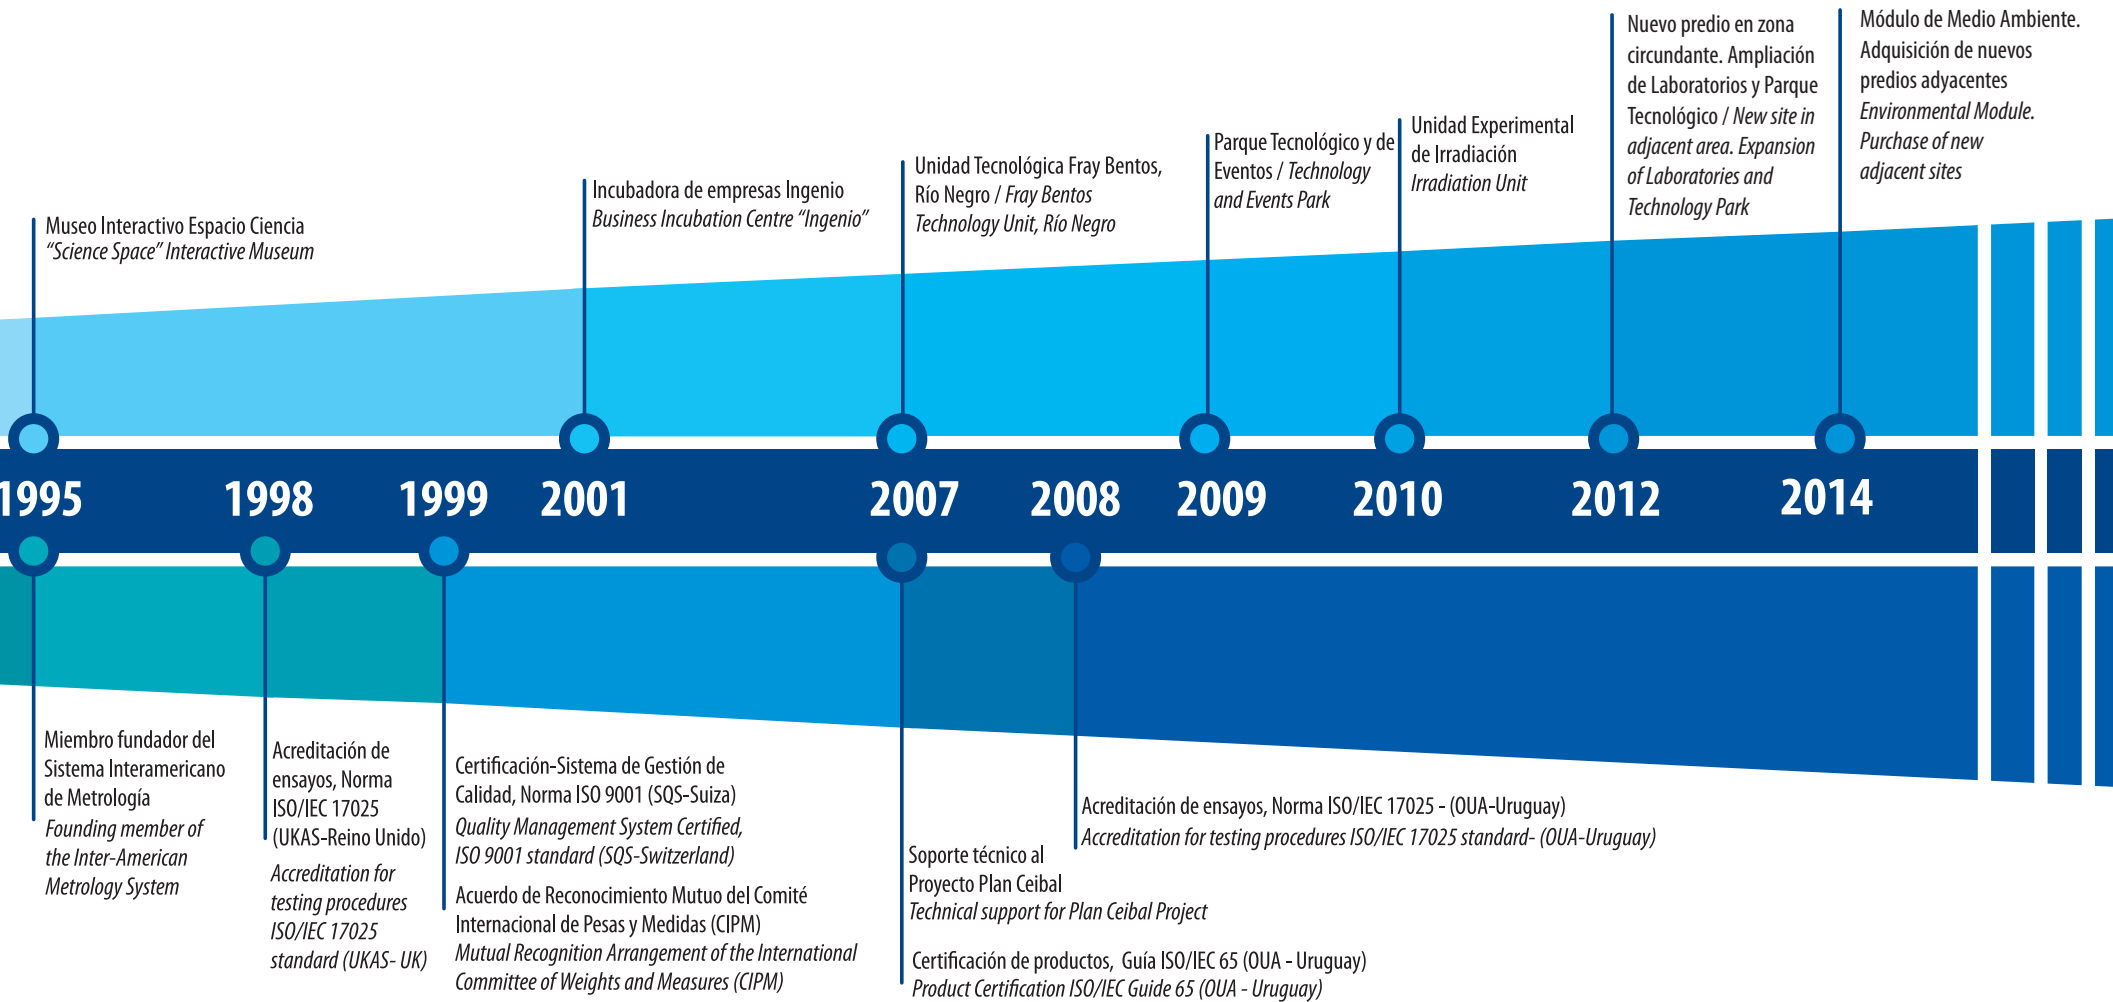 Museo Interactivo Espacio Ciencia
“Science Space” Interactive Museum
Incubadora de empresas Ingenio
Business Incubation Centre “Ingenio”
Unidad Tecnológica Fray Bentos,
Río Negro / Fray Bentos
Technology Unit, Río Negro
Parque Tecnológico y de
Eventos / Technology
and Events Park
Unidad Experimental
de Irradiación
Irradiation Unit
Nuevo predio en zona
circundante. Ampliación
de Laboratorios y Parque
Tecnológico / New site in
adjacent area. Expansion
of Laboratories and
Technology Park
Módulo de Medio Ambiente.
Adquisición de nuevos
predios adyacentes
Environmental Module.
Purchase of new
adjacent sites
1995
1998
1999
2001
2007
2008
2009
2010
2012
2014
Miembro fundador del
Sistema Interamericano
de Metrología
Founding member of
the Inter-American
Metrology System
Acreditación de
ensayos, Norma
ISO/IEC 17025
(UKAS-Reino Unido)
Accreditation for
testing procedures
ISO/IEC 17025
standard (UKAS- UK)
Certificación-Sistema de Gestión de
Calidad, Norma ISO 9001 (SQS-Suiza)
Quality Management System Certified,
ISO 9001 standard (SQS-Switzerland)
Acuerdo de Reconocimiento Mutuo del Comité
Internacional de Pesas y Medidas (CIPM)
Mutual Recognition Arrangement of the International
Committee of Weights and Measures (CIPM)
Soporte técnico al
Proyecto Plan Ceibal
Technical support for Plan Ceibal Project
Certificación de productos, Guía ISO/IEC 65 (OUA - Uruguay)
Product Certification ISO/IEC Guide 65 (OUA - Uruguay)
Acreditación de ensayos, Norma ISO/IEC 17025 - (OUA-Uruguay)
Accreditation for testing procedures ISO/IEC 17025 standard- (OUA-Uruguay)